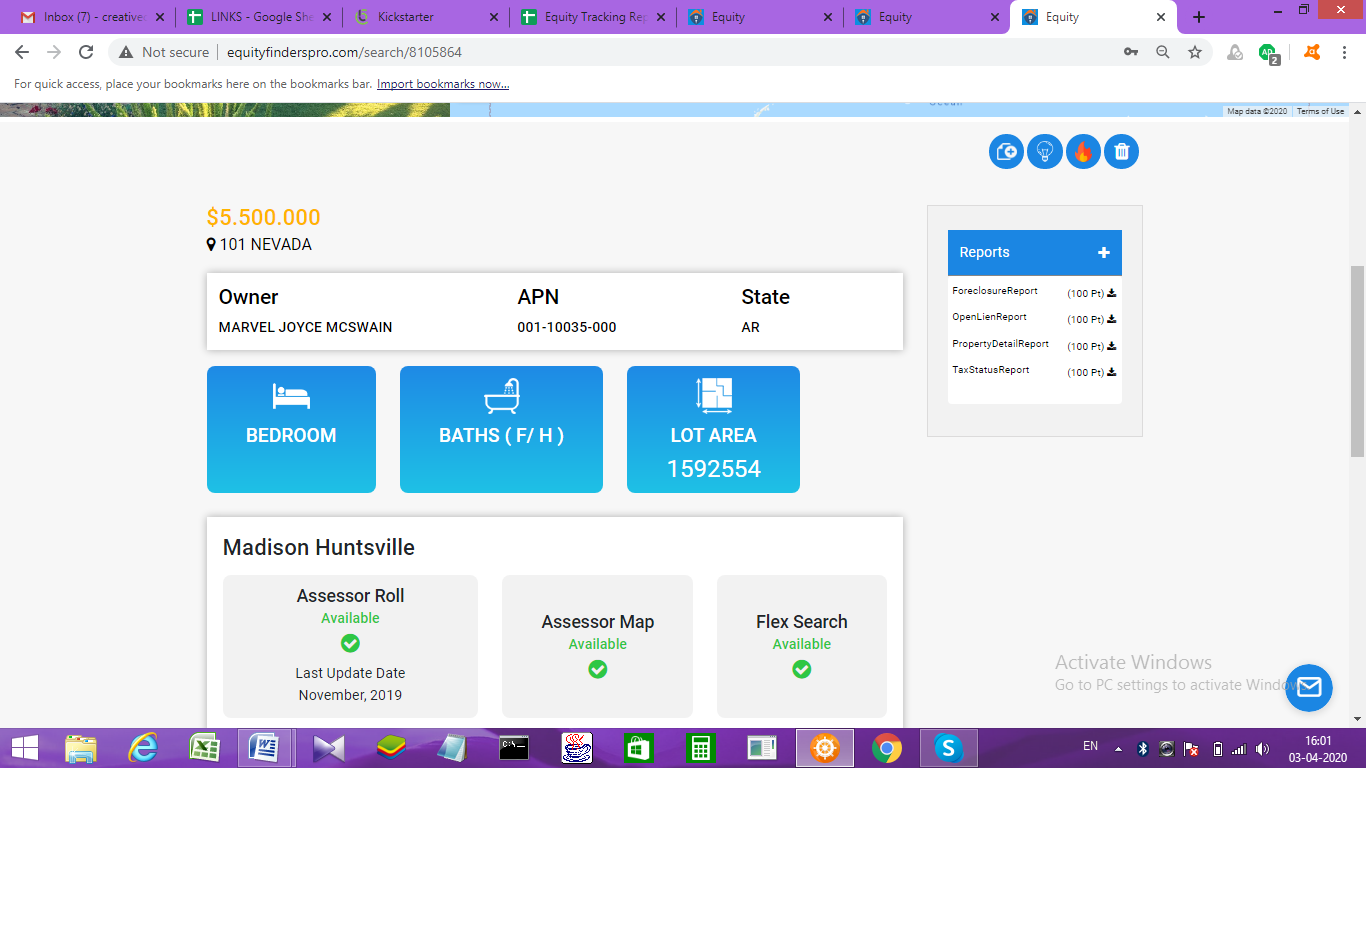 Inbox (7) - creatived
LINKS - Google She
Kickstarter
Equity Tracking Rep
Equity
Equity
Equity
Not secure
equityfinderspro.com/search/8105864
2
For quick access, place your bookmarks here on the bookmarks bar. Import bookmarks now...
Map data ©2020 Terms of Use
$5.500.000
101 NEVADA
Owner
APN
State
MARVEL JOYCE MCSWAIN
001-10035-000
AR
Reports
ForeclosureReport (100 Pt)
OpenLienReport (100 Pt)
PropertyDetailReport (100 Pt)
TaxStatusReport (100 Pt)
BEDROOM
BATHS ( F/ H )
LOT AREA
1592554
Madison Huntsville
Assessor Roll
Available
Last Update Date
November, 2019
Assessor Map
Available
Flex Search
Available
Activate Windows
Go to PC settings to activate Windows
EN
16:01
03-04-2020